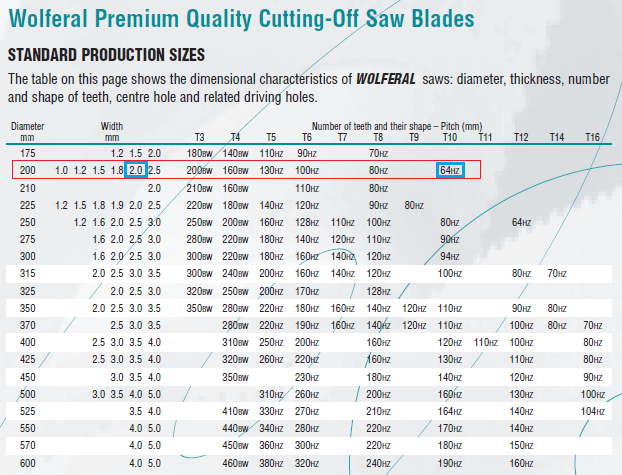 Wolferal Premium Quality Cutting-Off Saw Blades
STANDARD PRODUCTION SIZES
The table on this page shows the dimensional characteristics of WOLFERAL saws: diameter, thickness, number
and shape of teeth, centre hole and related driving holes.
Diameter Width Number of teeth and their shape – Pitch (mm)
mm mm T3 T4 T5 T6 T7 T8 T9 T10 T11 T12 T14 T16
175 1.2 1.5 2.0 180BW 140BW 110HZ 90HZ 70HZ
200 1.0 1.2 1.5 1.8 2.0 2.5 200BW 160BW 130HZ 100HZ 80HZ 64HZ
210 2.0 210BW 160BW 110HZ 80HZ
225 1.2 1.5 1.8 1.9 2.0 2.5 220BW 180BW 140HZ 120HZ 90HZ 80HZ
250 1.2 1.6 2.0 2.5 3.0 250BW 200BW 160HZ 128HZ 110HZ 100HZ 80HZ 64HZ
275 1.6 2.0 2.5 3.0 280BW 220BW 180HZ 140HZ 120HZ 110HZ 90HZ
300 1.6 2.0 2.5 3.0 300BW 220BW 180HZ 160HZ 140HZ 120HZ 94HZ
315 2.0 2.5 3.0 3.5 300BW 240BW 200HZ 160HZ 140HZ 120HZ 100HZ 80HZ 70HZ
325 2.0 2.5 3.0 320BW 250BW 200HZ 170HZ 128HZ
350 2.0 2.5 3.0 3.5 350BW 280BW 220HZ 180HZ 160HZ 140HZ 120HZ 110HZ 90HZ 80HZ
370 2.5 3.0 3.5 280BW 220HZ 190HZ 160HZ 140HZ 120HZ 110HZ 100HZ 80HZ 70HZ
400 2.5 3.0 3.5 4.0 310BW 250HZ 200HZ 160HZ 120HZ 110HZ 100HZ 80HZ
425 2.5 3.0 3.5 4.0 320BW 260HZ 220HZ 160HZ 130HZ 110HZ 80HZ
450 3.0 3.5 4.0 350BW 230HZ 180HZ 140HZ 120HZ 90HZ
500 3.0 3.5 4.0 5.0 310HZ 260HZ 200HZ 160HZ 130HZ 100HZ
525 3.5 4.0 410BW 330HZ 270HZ 210HZ 164HZ 140HZ 104HZ
550 4.0 5.0 440BW 340HZ 280HZ 220HZ 170HZ 140HZ
570 4.0 5.0 450BW 360HZ 300HZ 220HZ 180HZ 150HZ
600 4.0 5.0 460BW 380HZ 320HZ 240HZ 190HZ 160HZ